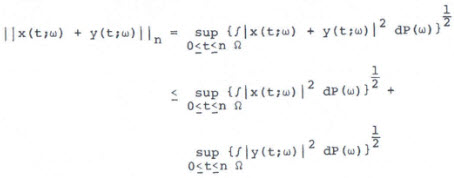 ||x(t;ω) + y(t;ω)||ₙ = sup {∫|x(t;ω) + y(t;ω)|² dP(ω)}^(1/2)
0≤t≤n Ω
≤ sup {∫|x(t;ω)|² dP(ω)}^(1/2) +
0≤t≤n Ω
sup {∫|y(t;ω)|² dP(ω)}^(1/2)
0≤t≤n Ω